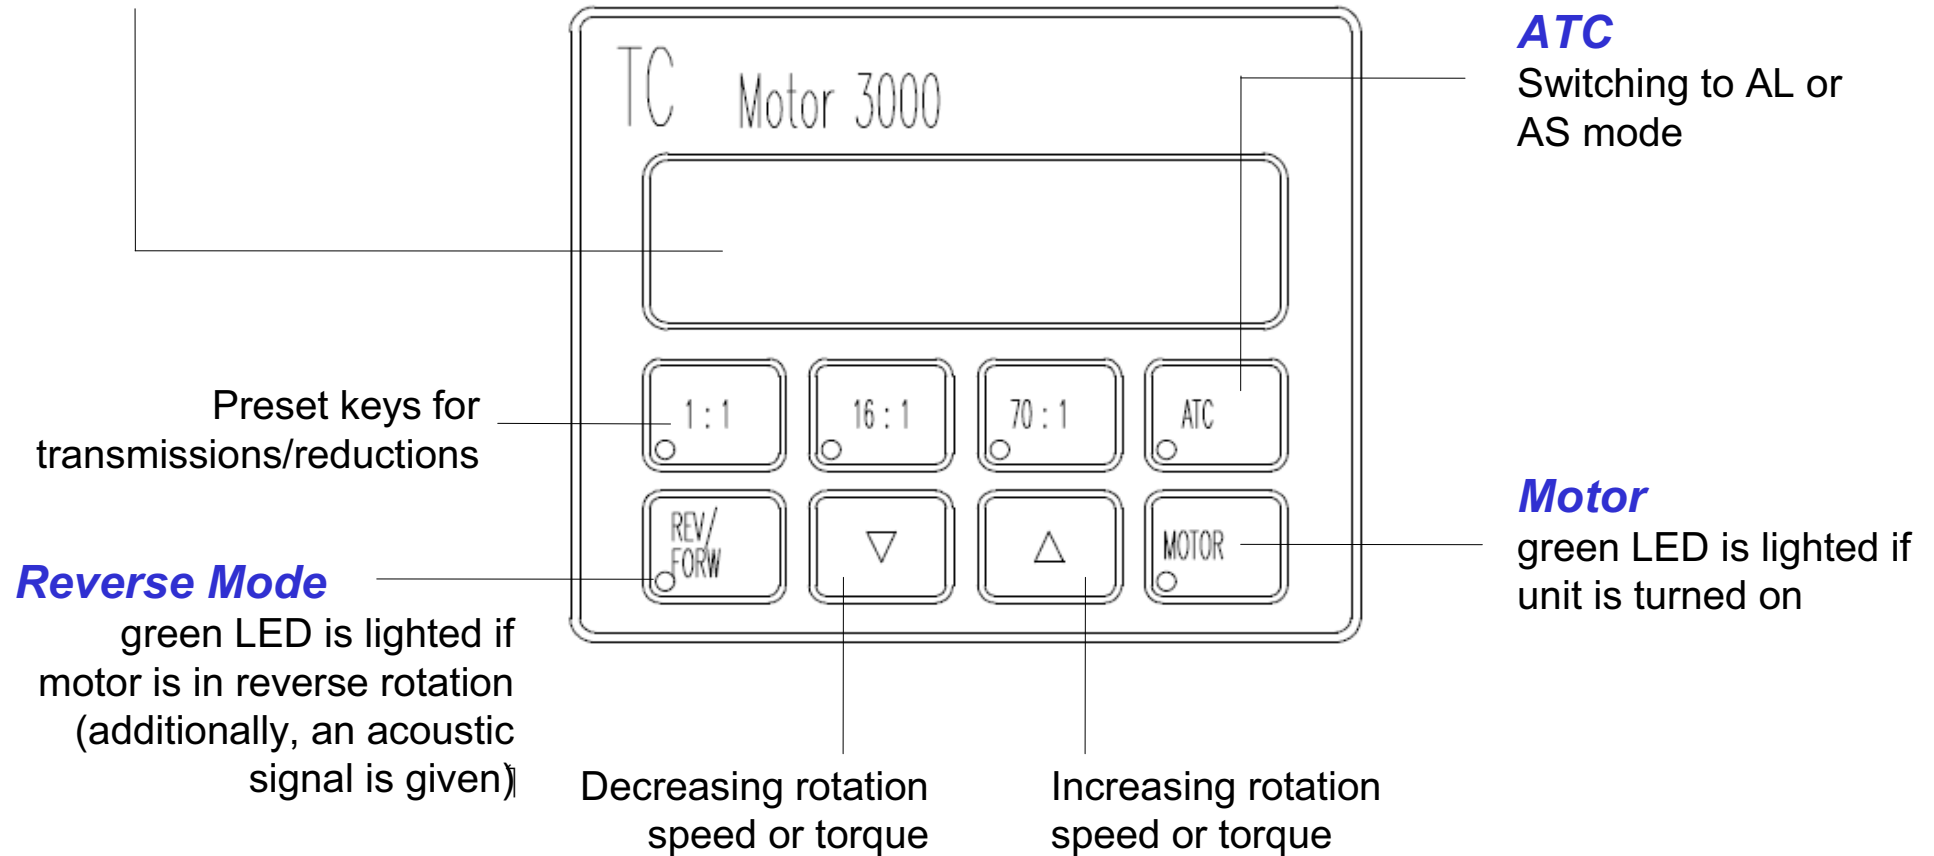 ATC
Switching to AL or
AS mode
TC Motor 3000
Preset keys for
transmissions/reductions
1 : 1
16 : 1
70 : 1
ATC
REV/
FORW
▽
△
MOTOR
Motor
green LED is lighted if
unit is turned on
Reverse Mode
green LED is lighted if
motor is in reverse rotation
(additionally, an acoustic
signal is given)
Decreasing rotation
speed or torque
Increasing rotation
speed or torque